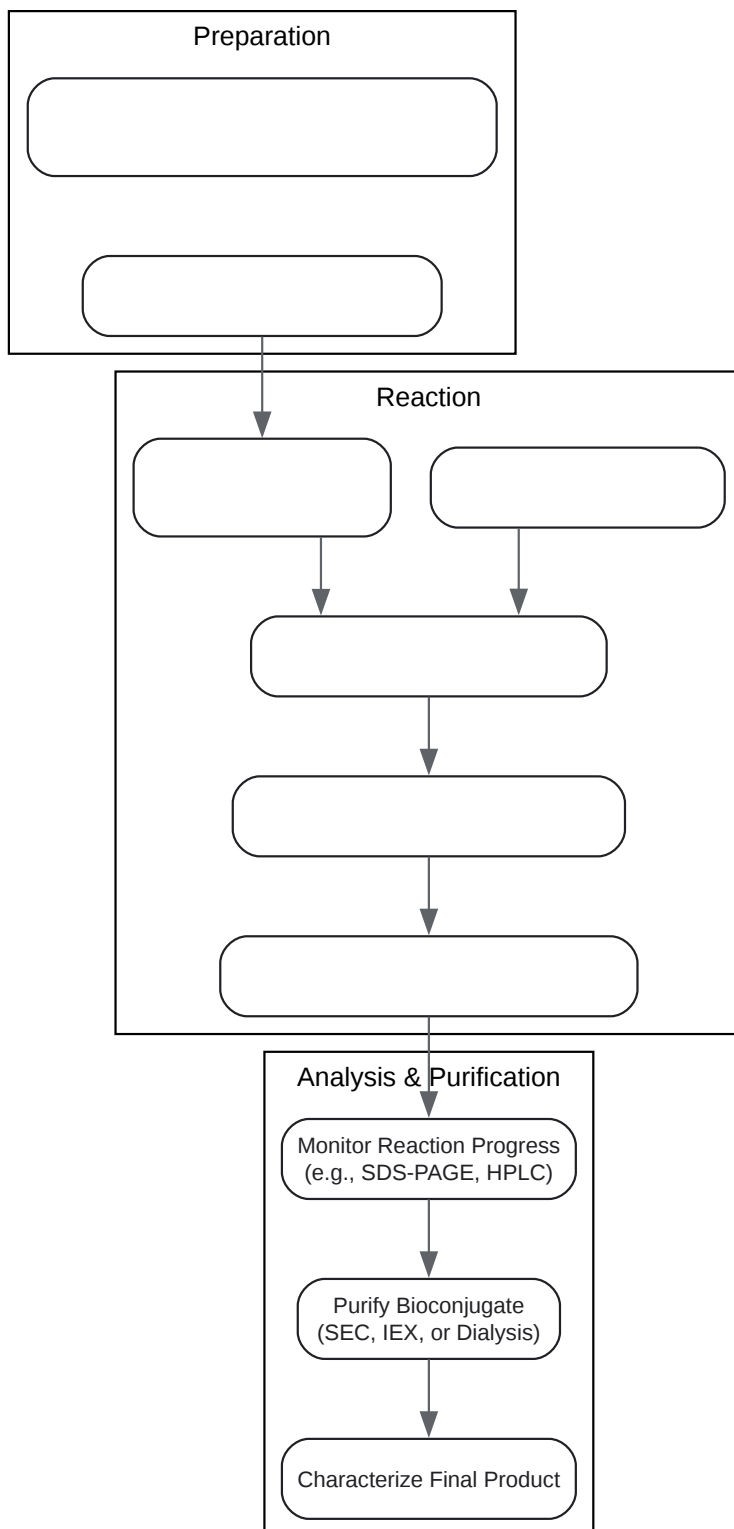 Preparation
Reaction
Analysis & Purification
Monitor Reaction Progress
(e.g., SDS-PAGE, HPLC)
Purify Bioconjugate
(SEC, IEX, or Dialysis)
Characterize Final Product